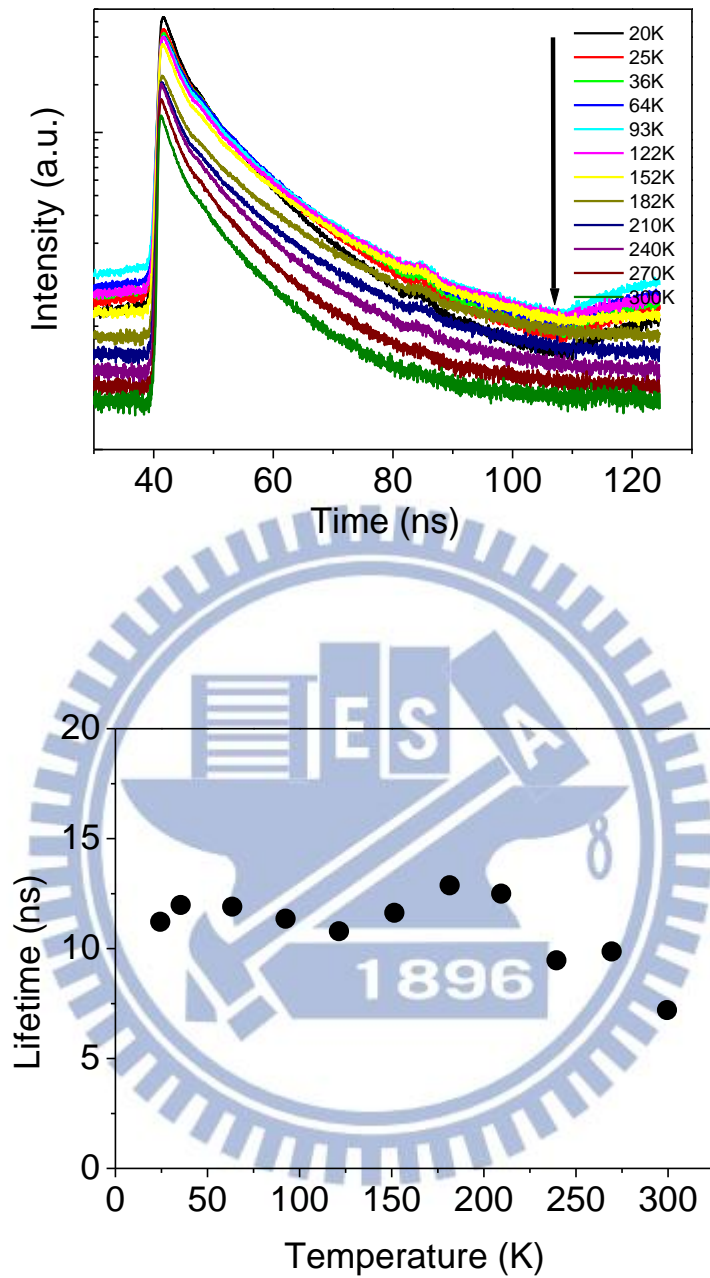 20K
25K
36K
64K
93K
122K
152K
182K
210K
240K
270K
300K
Intensity (a.u.)
40 60 80 100 120
Time (ns)
ESA
1896
20
15
10
5
0
Lifetime (ns)
0 50 100 150 200 250 300
Temperature (K)